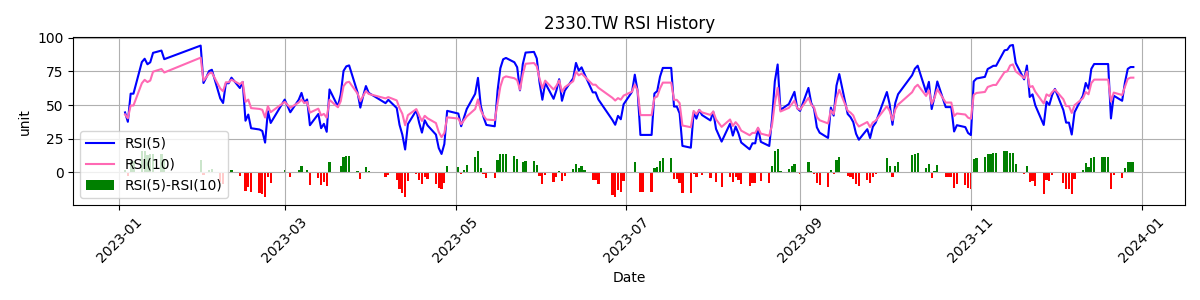 2330.TW RSI History
100
75
50
25
0
unit
RSI(5)
RSI(10)
RSI(5)-RSI(10)
2023-01
2023-03
2023-05
2023-07
2023-09
2023-11
2024-01
Date